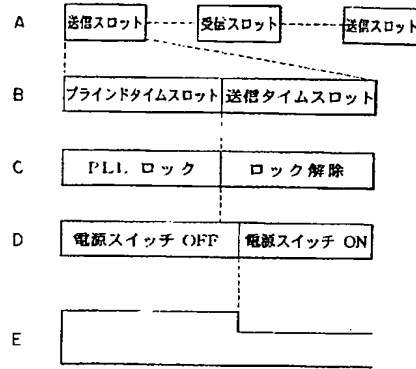 A 送信スロット 受信スロット 送信スロット
B ブラインドタイムスロット 送信タイムスロット
C PLL ロック ロック解除
D 電源スイッチ OFF 電源スイッチ ON
E